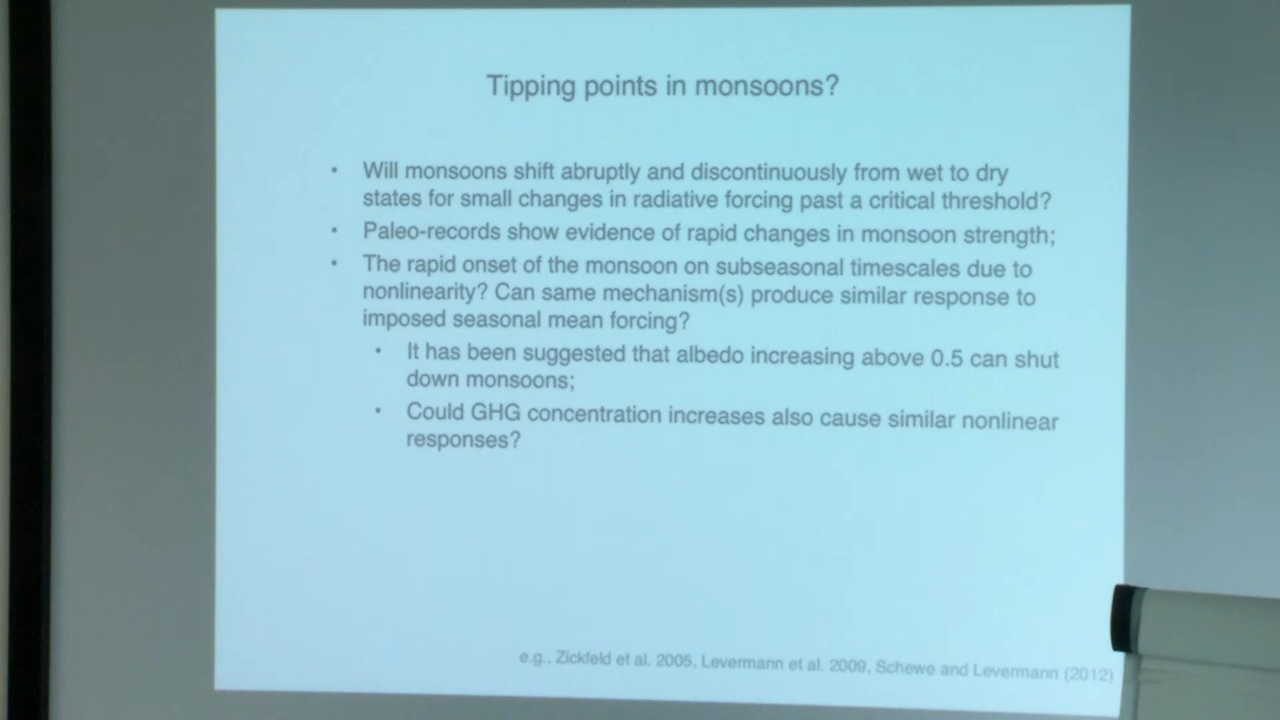 Tipping points in monsoons?
• Will monsoons shift abruptly and discontinuously from wet to dry
states for small changes in radiative forcing past a critical threshold?
• Paleo-records show evidence of rapid changes in monsoon strength;
• The rapid onset of the monsoon on subseasonal timescales due to
nonlinearity? Can same mechanism(s) produce similar response to
imposed seasonal mean forcing?
• It has been suggested that albedo increasing above 0.5 can shut
down monsoons;
• Could GHG concentration increases also cause similar nonlinear
responses?
e.g., Zickfeld et al. 2005, Levermann et al. 2009, Schewe and Levermann (2012)